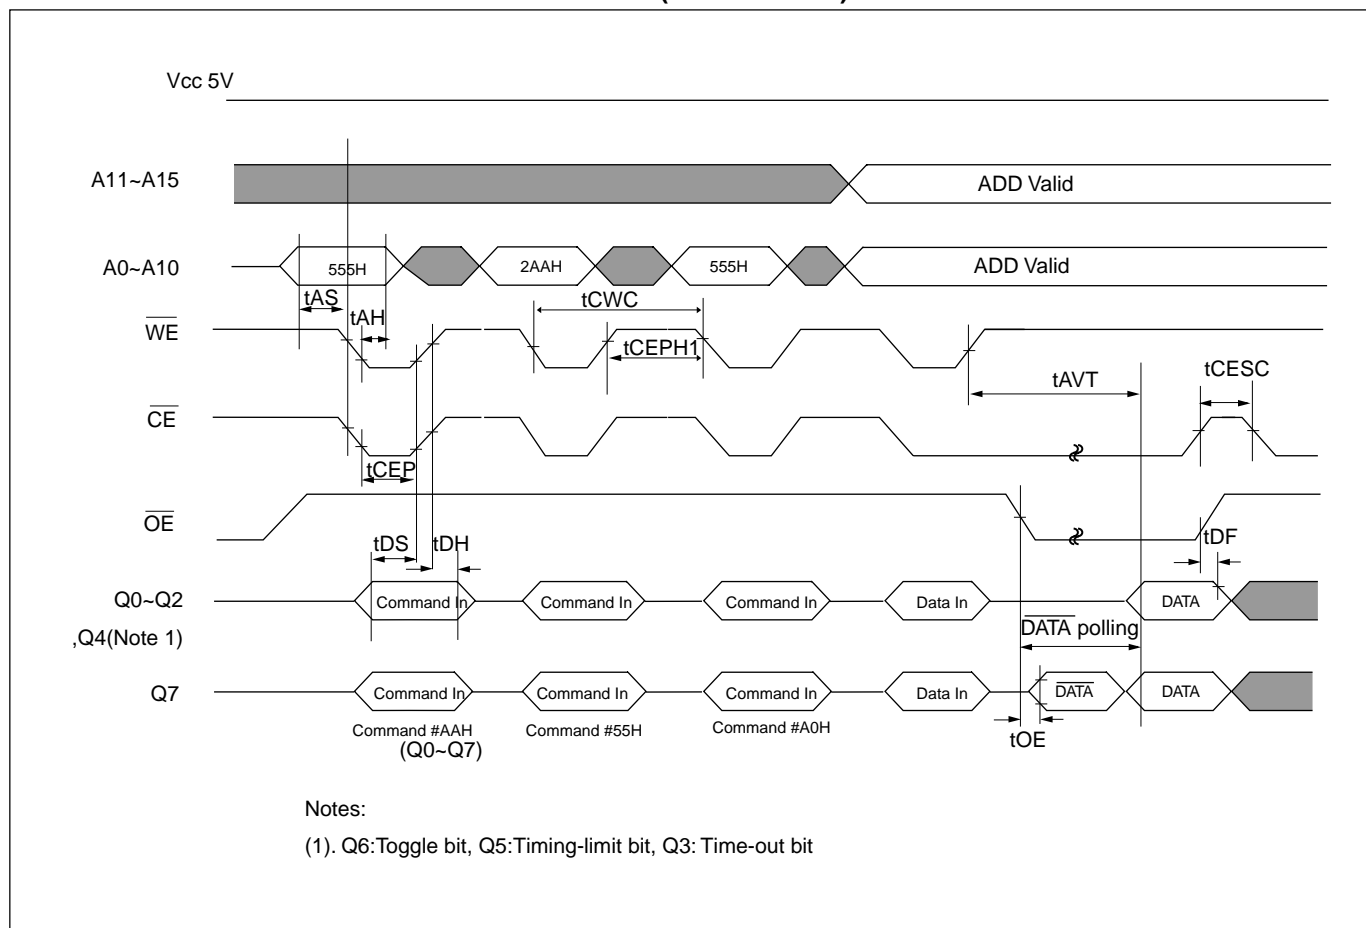 Vcc 5V
A11~A15
ADD Valid
A0~A10
555H
2AAH
555H
ADD Valid
tAS
tAH
tCWC
WE
tCEPH1
tAVT
tCESC
CE
tCEP
OE
tDS
tDH
tDF
Q0~Q2
Command In
Command In
Command In
Data In
DATA
,Q4(Note 1)
DATA polling
Q7
Command In
Command In
Command In
Data In
DATA
DATA
Command #AAH
Command #55H
Command #A0H
(Q0~Q7)
tOE
Notes:
(1). Q6:Toggle bit, Q5:Timing-limit bit, Q3: Time-out bit